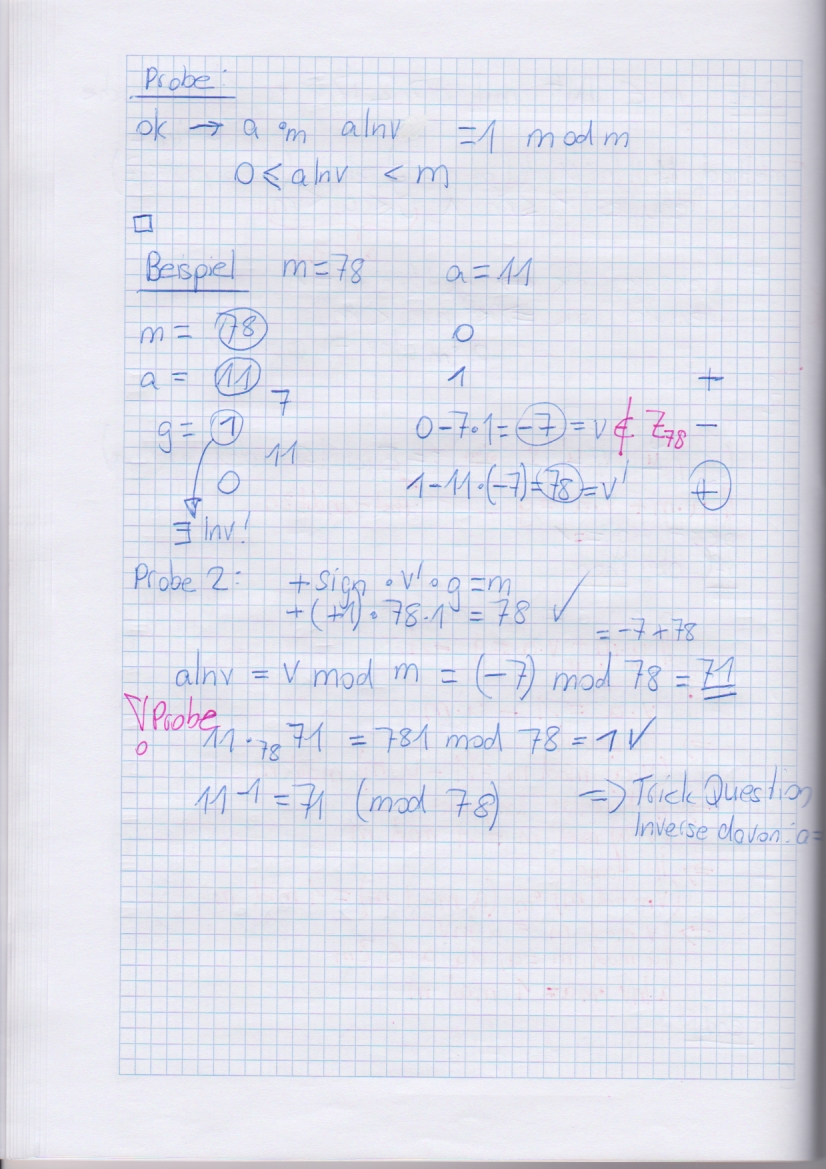 Probe:
ok → a ·m aInv = 1 mod m
0 ≤ aInv < m
□
Beispiel m = 78 a = 11
m = 78 0
a = 11 1 +
7
g = 1 0-7·1 = -7 = v ∉ Z78 -
11
0 1-11·(-7) = 78 = v' +
∃ Inv!
Probe 2: + Sign · v' · g = m
+(+1)·78·1 = 78 ✓
= -7+78
aInv = v mod m = (-7) mod 78 = 71
Probe
! 11 ·78 71 = 781 mod 78 = 1 ✓
11^-1 = 71 (mod 78) => Trick Question
Inverse davon: a=